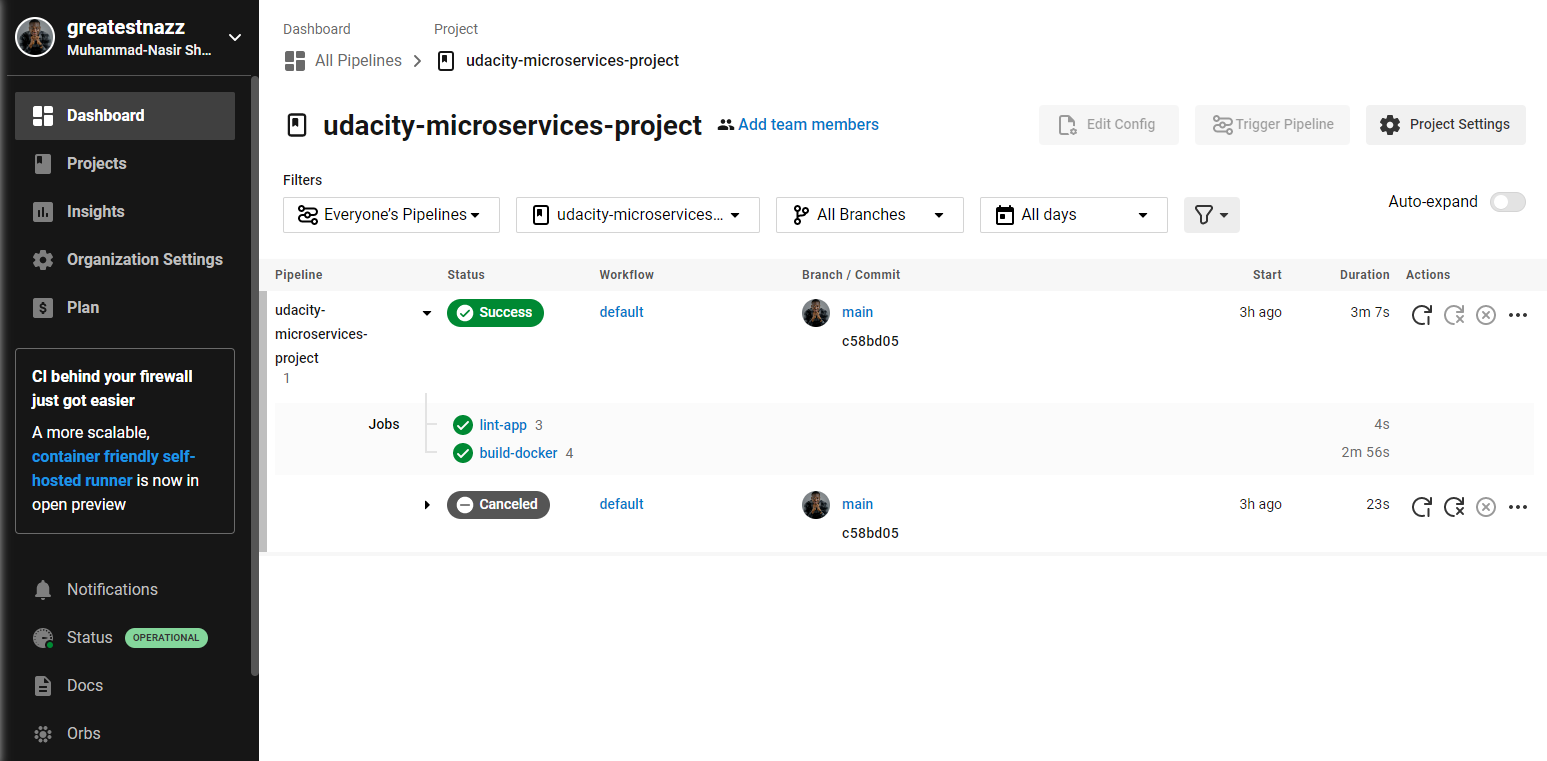 greatestnazz
Muhammad-Nasir Sh...
Dashboard
Projects
Insights
Organization Settings
Plan
CI behind your firewall
just got easier
A more scalable,
container friendly self-
hosted runner is now in
open preview
Notifications
Status OPERATIONAL
Docs
Orbs
Dashboard Project
All Pipelines udacity-microservices-project
udacity-microservices-project Add team members Edit Config Trigger Pipeline Project Settings
Filters
Everyone’s Pipelines udacity-microservices... All Branches All days Auto-expand
Pipeline Status Workflow Branch / Commit Start Duration Actions
udacity-
microservices-
project
1
Success default main 3h ago 3m 7s
c58bd05
Jobs lint-app 3 4s
build-docker 4 2m 56s
Canceled default main 3h ago 23s
c58bd05